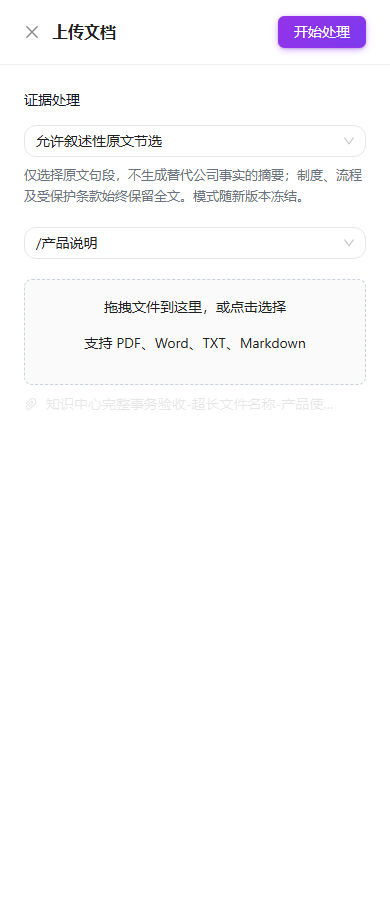 上传文档
开始处理
证据处理
允许叙述性原文节选
仅选择原文句段，不生成替代公司事实的摘要；制度、流程
及受保护条款始终保留全文。模式随新版本冻结。
/产品说明
拖拽文件到这里，或点击选择
支持 PDF、Word、TXT、Markdown
知识中心完整事务验收-超长文件名称-产品使...